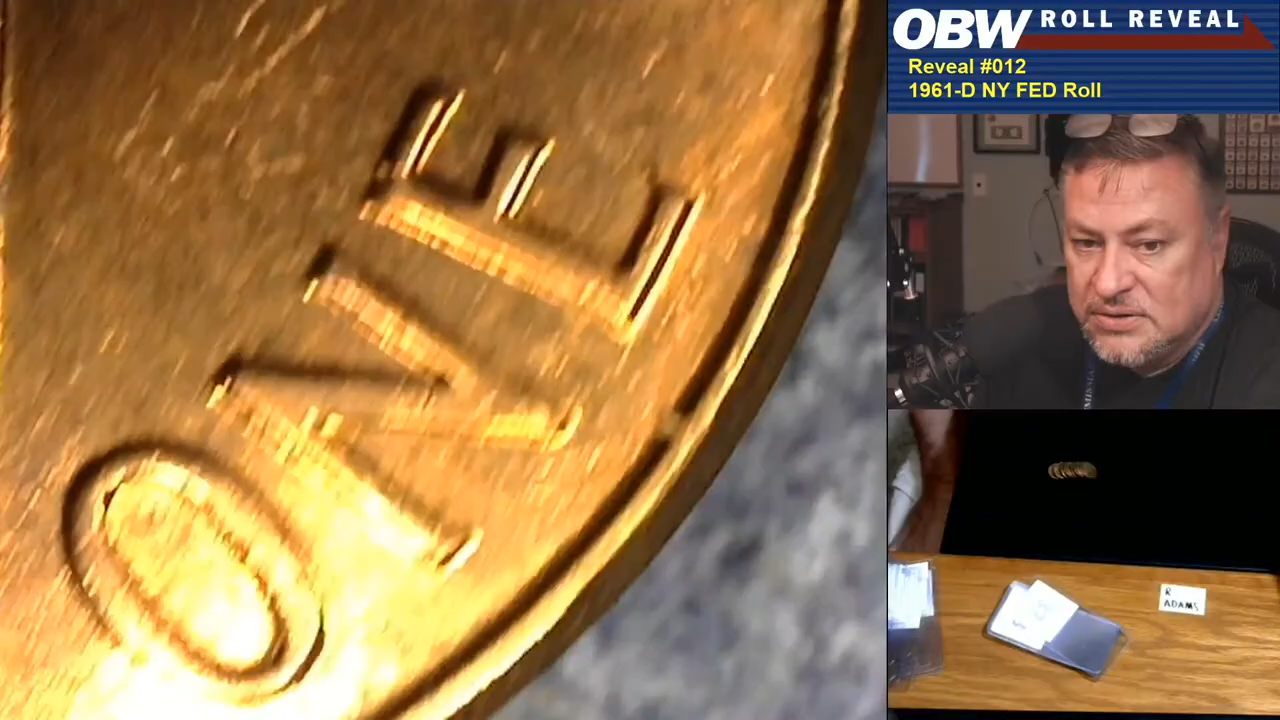 OBW ROLL REVEAL
Reveal #012
1961-D NY FED Roll
ONE
R
ADAMS